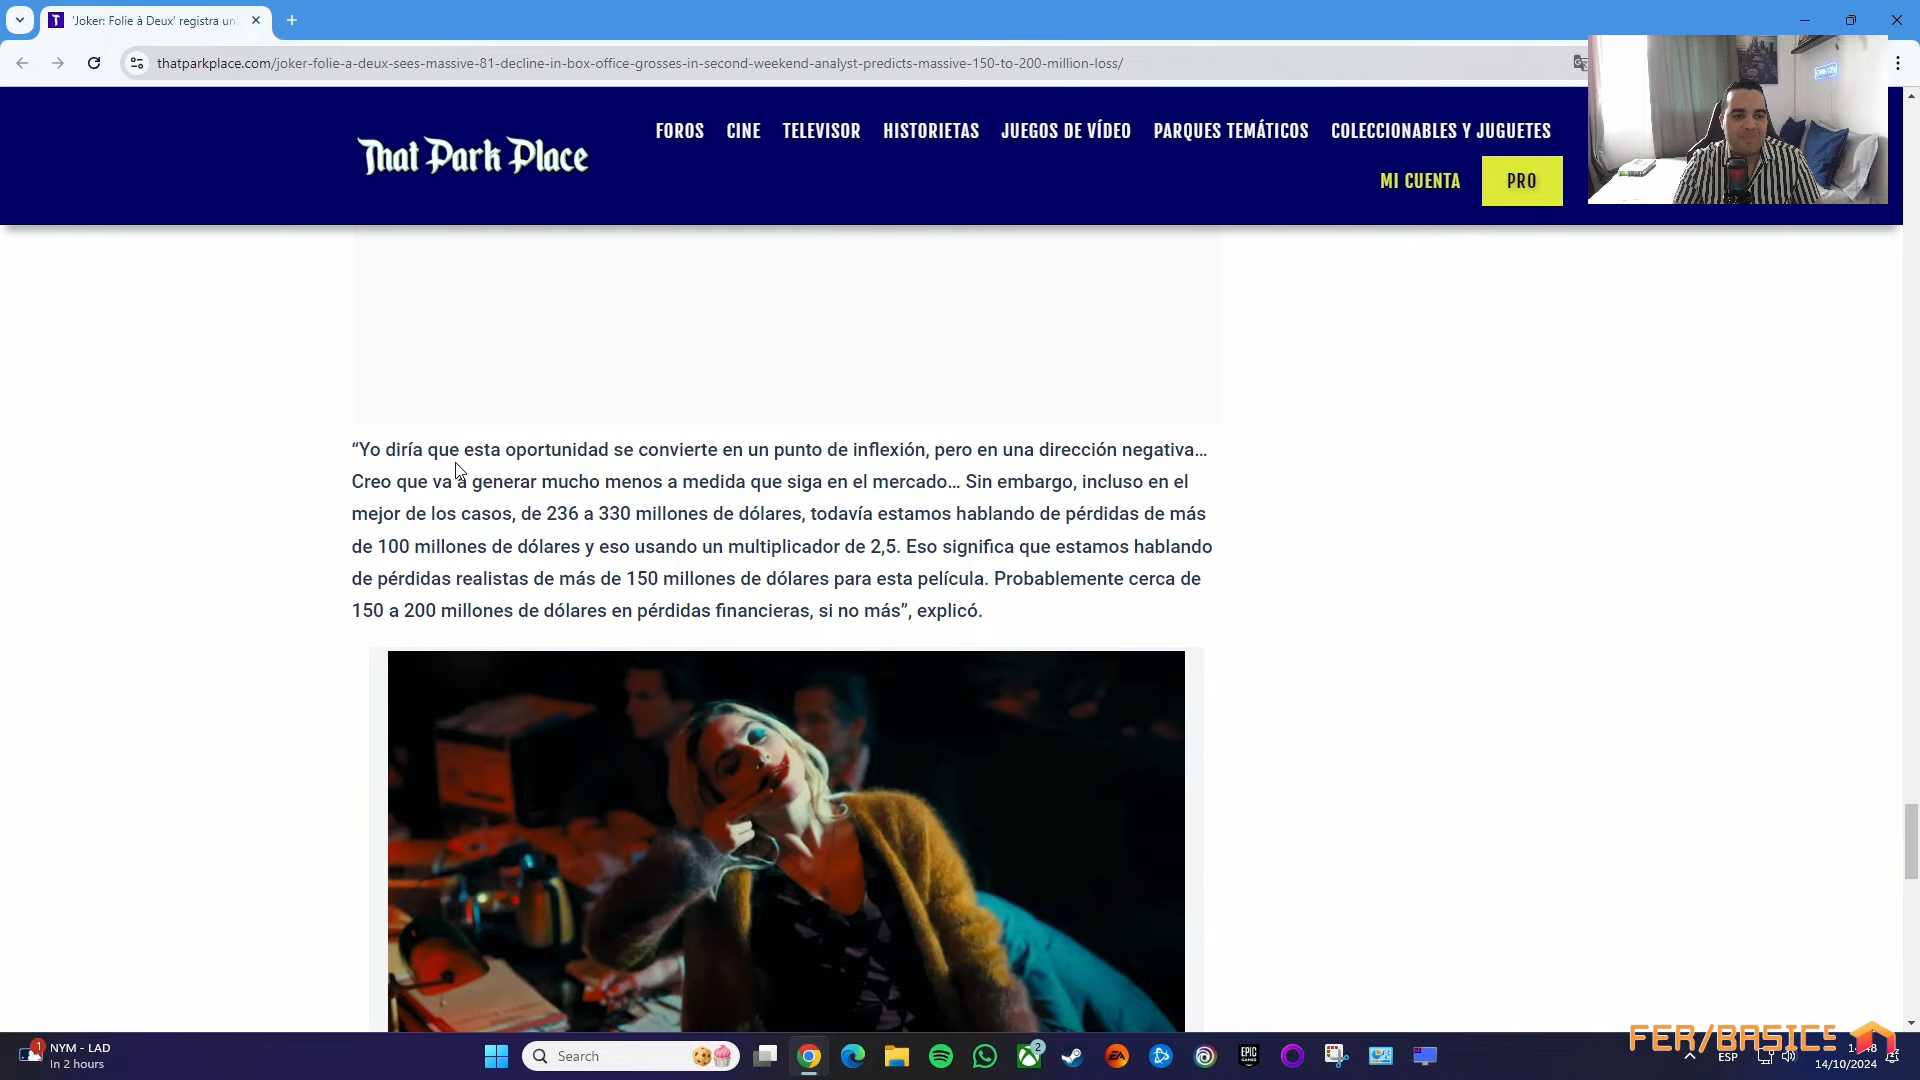 'Joker: Folie à Deux' registra una
thatparkplace.com/joker-folie-a-deux-sees-massive-81-decline-in-box-office-grosses-in-second-weekend-analyst-predicts-massive-150-to-200-million-loss/
That Park Place
FOROS CINE TELEVISOR HISTORIETAS JUEGOS DE VÍDEO PARQUES TEMÁTICOS COLECCIONABLES Y JUGUETES
MI CUENTA PRO
“Yo diría que esta oportunidad se convierte en un punto de inflexión, pero en una dirección negativa…
Creo que va a generar mucho menos a medida que siga en el mercado… Sin embargo, incluso en el
mejor de los casos, de 236 a 330 millones de dólares, todavía estamos hablando de pérdidas de más
de 100 millones de dólares y eso usando un multiplicador de 2,5. Eso significa que estamos hablando
de pérdidas realistas de más de 150 millones de dólares para esta película. Probablemente cerca de
150 a 200 millones de dólares en pérdidas financieras, si no más”, explicó.
FER/BASICS
1
NYM - LAD
In 2 hours
Search
2
EA
EPIC GAMES
ESP
14/10/2024